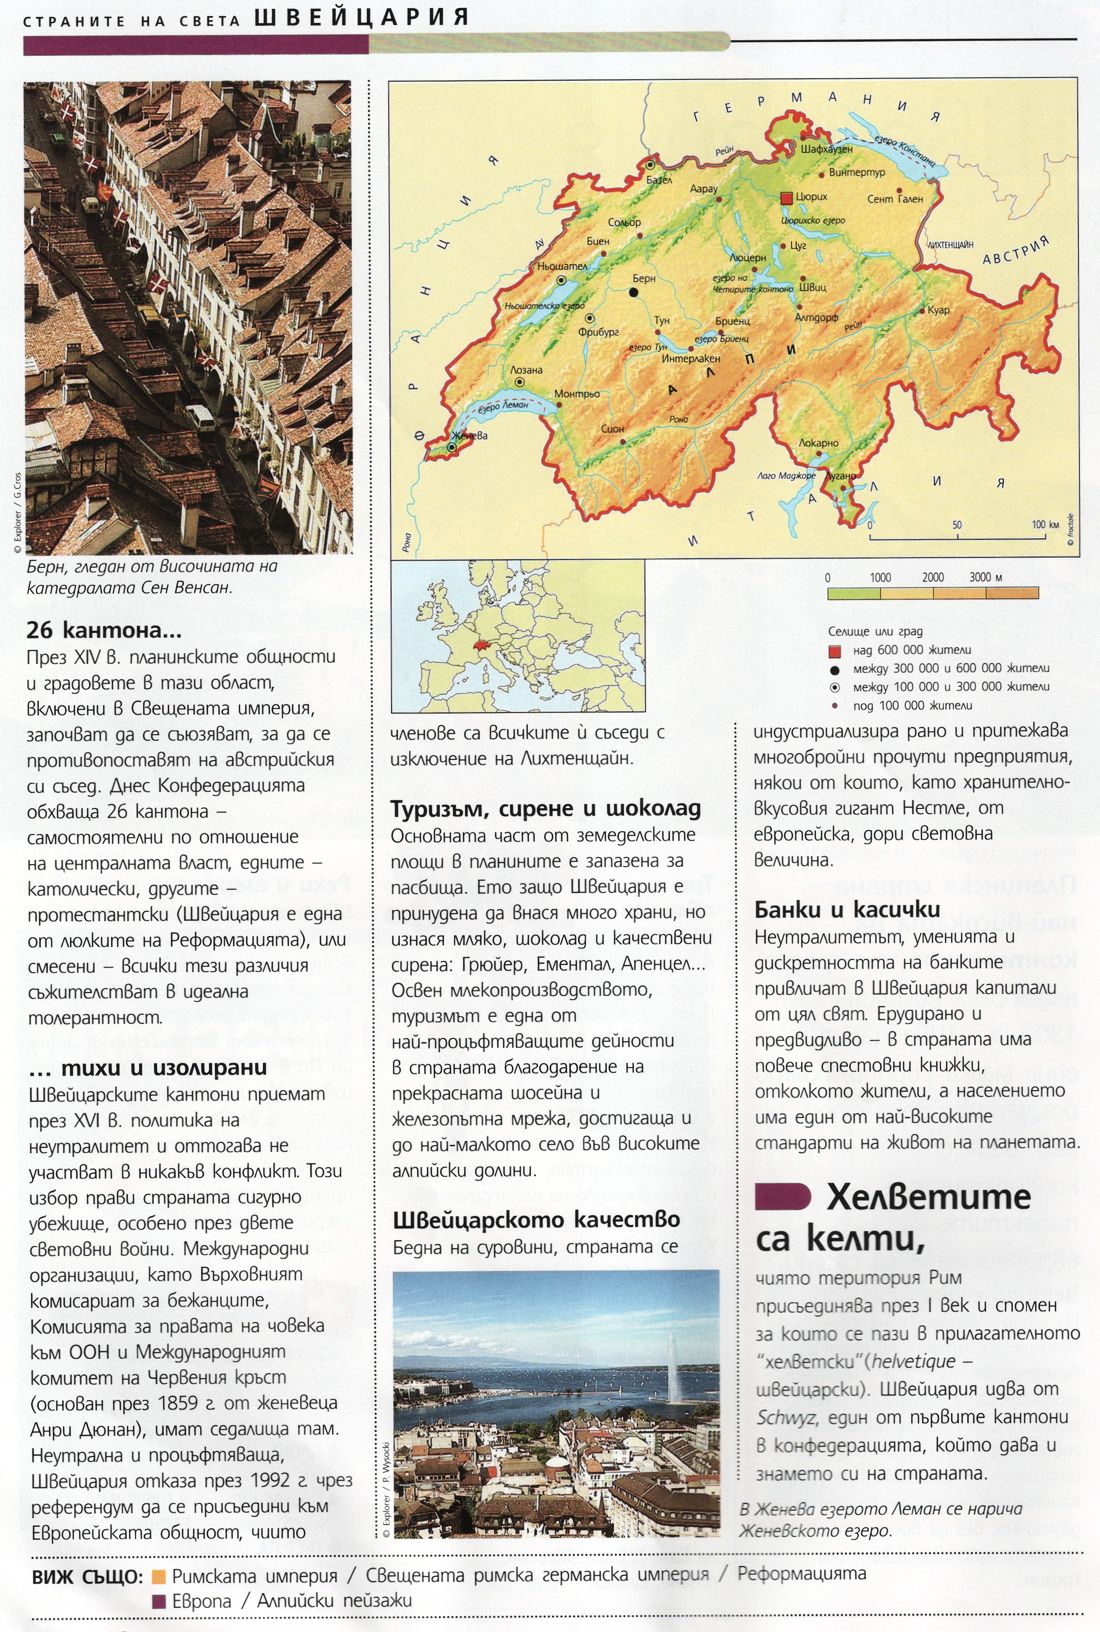 СТРАНИТЕ НА СВЕТА ШВЕЙЦАРИЯ
© Explorer / G.Cros
Берн, гледан от височината на
катедралата Сен Венсан.
26 кантона...
През XIV в. планинските общности
и градовете в тази област,
включени в Свещената империя,
започват да се съюзяват, за да се
противопоставят на австрийския
си съсед. Днес Конфедерацията
обхваща 26 кантона –
самостоятелни по отношение
на централната власт, едните –
католически, другите –
протестантски (Швейцария е една
от люлките на Реформацията), или
смесени – всички тези различия
съжителстват в идеална
толерантност.
... тихи и изолирани
Швейцарските кантони приемат
през XVI в. политика на
неутралитет и оттогава не
участват в никакъв конфликт. Този
избор прави страната сигурно
убежище, особено през двете
световни войни. Международни
организации, като Върховният
комисариат за бежанците,
Комисията за правата на човека
към ООН и Международният
комитет на Червения кръст
(основан през 1859 г. от женевеца
Анри Дюнан), имат седалища там.
Неутрална и процъфтяваща,
Швейцария отказа през 1992 г. чрез
референдум да се присъедини към
Европейската общност, чиито
ГЕРМАНИЯ
ФРАНЦИЯ
АВСТРИЯ
ЛИХТЕНЩАЙН
ИТАЛИЯ
АЛПИ
Рейн
Шафхаузен
езеро Констанц
Базел
Винтертур
Аарау
Цюрих
Сент Гален
Цюрихско езеро
Сольор
Ду
Биен
Цуг
Люцерн
Ньошател
Берн
езеро на
Четирите кантона
Швиц
Ньошателско езеро
Алтдорф
Рейн
Куар
Фрибург
Тун
Бриенц
езеро Тун
езеро Бриенц
Интерлакен
Лозана
Монтрьо
езеро Леман
Женева
Сион
Рона
Локарно
Лаго Маджоре
Лугано
Рона
0 50 100 км
© fractale
0 1000 2000 3000 м
Селище или град
над 600 000 жители
между 300 000 и 600 000 жители
между 100 000 и 300 000 жители
под 100 000 жители
членове са всичките ѝ съседи с
изключение на Лихтенщайн.
Туризъм, сирене и шоколад
Основната част от земеделските
площи в планините е запазена за
пасбища. Ето защо Швейцария е
принудена да внася много храни, но
изнася мляко, шоколад и качествени
сирена: Грюйер, Ементал, Апенцел...
Освен млекопроизводството,
туризмът е една от
най-процъфтяващите дейности
в страната благодарение на
прекрасната шосейна и
железопътна мрежа, достигаща и
до най-малкото село във високите
алпийски долини.
Швейцарското качество
Бедна на суровини, страната се
© Explorer / P. Wysocki
индустриализира рано и притежава
многобройни прочути предприятия,
някои от които, като хранително-
вкусовия гигант Нестле, от
европейска, дори световна
величина.
Банки и касички
Неутралитетът, уменията и
дискретността на банките
привличат в Швейцария капитали
от цял свят. Ерудирано и
предвидливо – в страната има
повече спестовни книжки,
отколкото жители, а населението
има един от най-високите
стандарти на живот на планетата.
Хелветите
са келти,
чиято територия Рим
присъединява през I век и спомен
за които се пази в прилагателното
“хелветски”(helvetique –
швейцарски). Швейцария идва от
Schwyz, един от първите кантони
в конфедерацията, който дава и
знамето си на страната.
В Женева езерото Леман се нарича
Женевското езеро.
ВИЖ СЪЩО: Римската империя / Свещената римска германска империя / Реформацията
Европа / Алпийски пейзажи